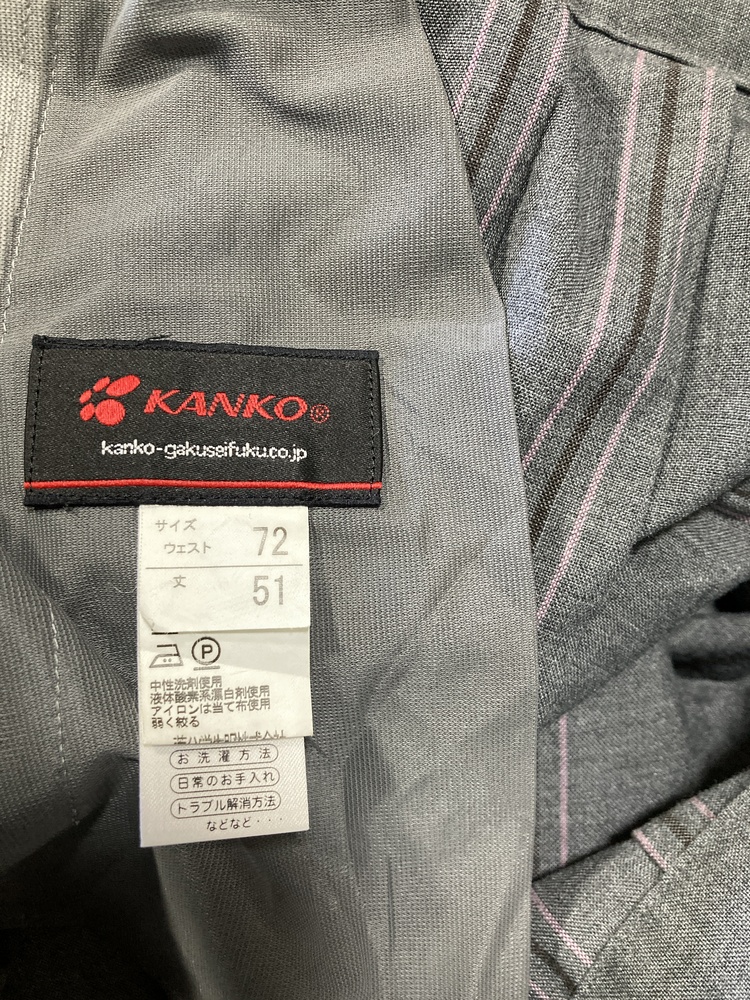 KANKO®
kanko-gakuseifuku.co.jp
サイズ
ウェスト 72
丈 51
P
中性洗剤使用
液体酸素系漂白剤使用
アイロンは当て布使用
弱く絞る
お洗濯方法
日常のお手入れ
トラブル解消方法
などなど・・・